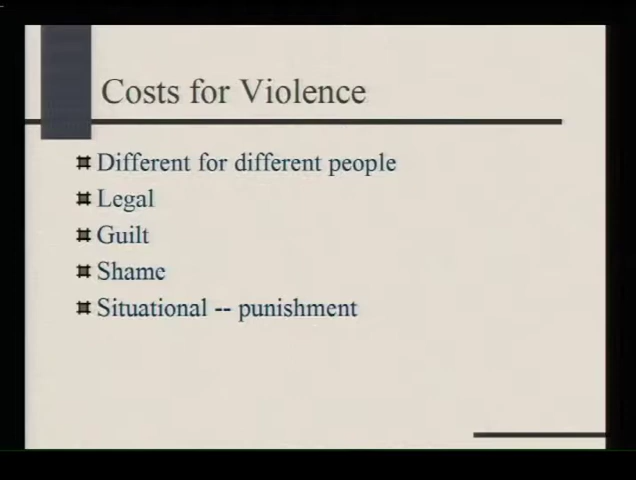 Costs for Violence
Different for different people
Legal
Guilt
Shame
Situational -- punishment